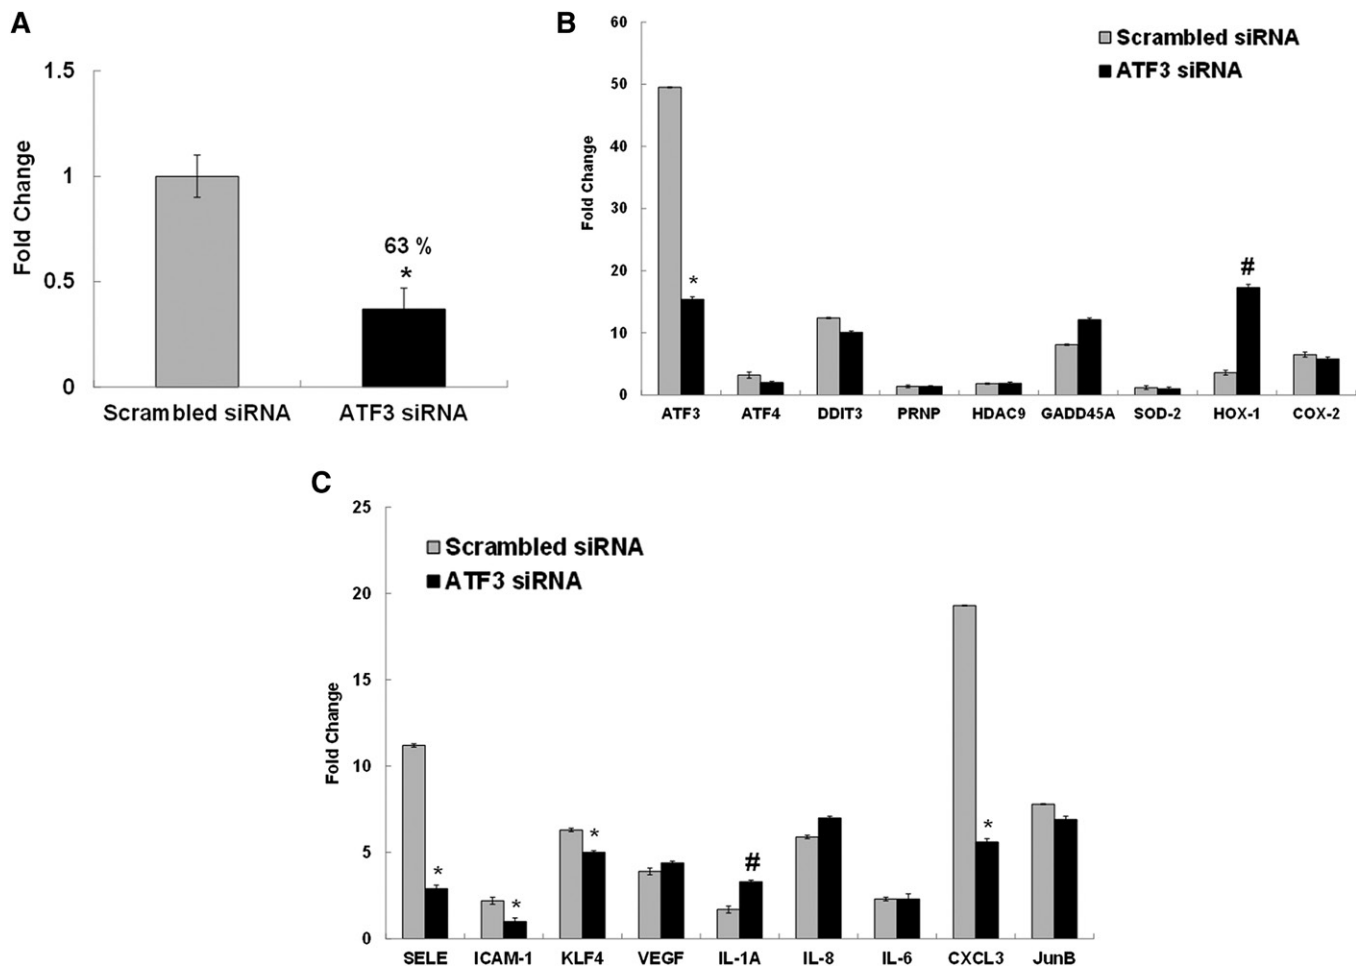 A
1.5
1
0.5
0
Fold Change
63 %
*
Scrambled siRNA
ATF3 siRNA
B
60
50
40
30
20
10
0
Fold Change
Scrambled siRNA
ATF3 siRNA
*
#
ATF3 ATF4 DDIT3 PRNP HDAC9 GADD45A SOD-2 HOX-1 COX-2
C
25
20
15
10
5
0
Fold Change
Scrambled siRNA
ATF3 siRNA
*
*
*
#
*
SELE ICAM-1 KLF4 VEGF IL-1A IL-8 IL-6 CXCL3 JunB